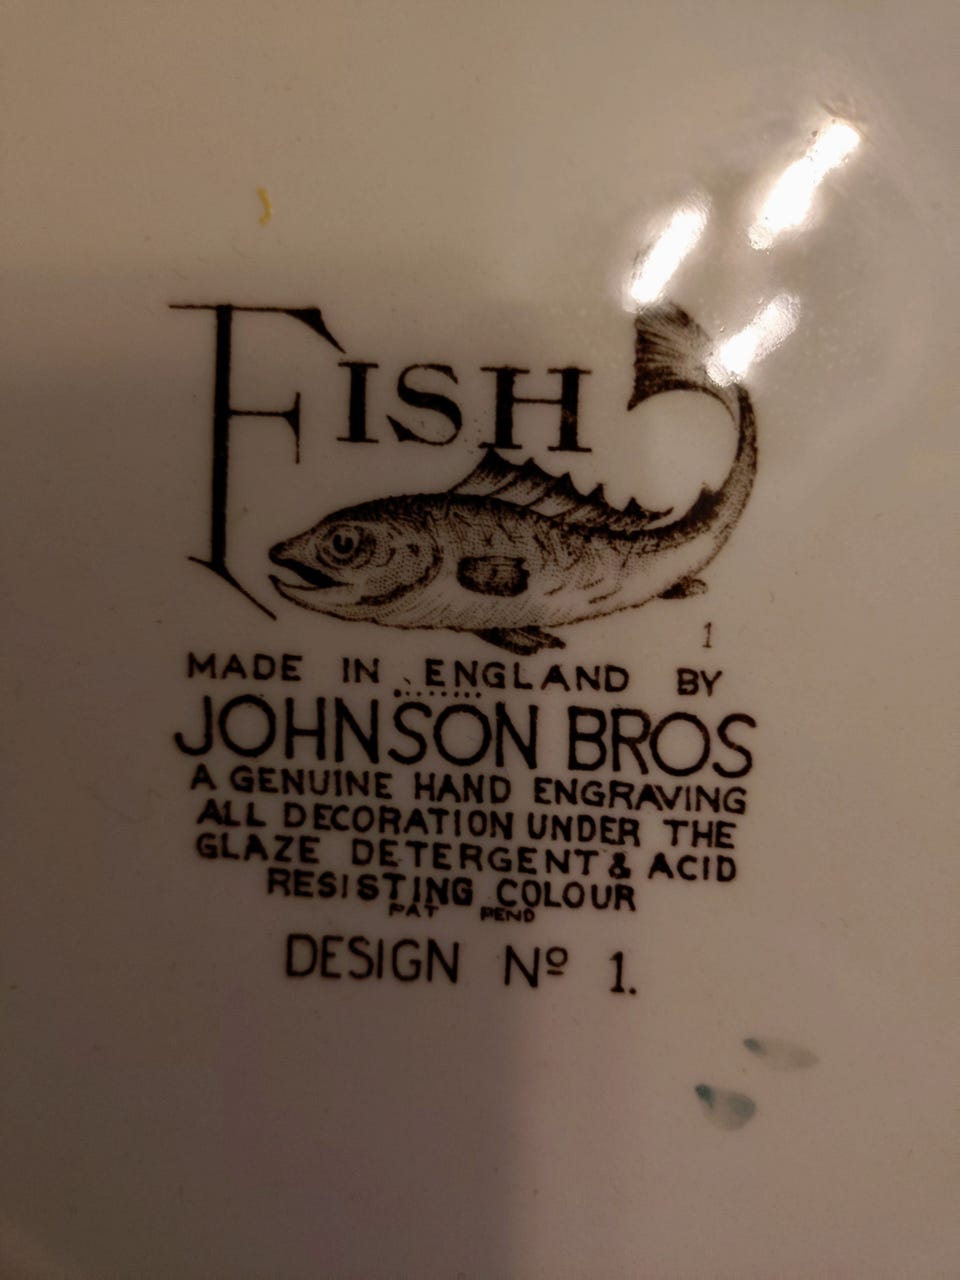 FISH
1
MADE IN ENGLAND BY
JOHNSON BROS
A GENUINE HAND ENGRAVING
ALL DECORATION UNDER THE
GLAZE DETERGENT & ACID
RESISTING COLOUR
PAT PEND
DESIGN Nº 1.